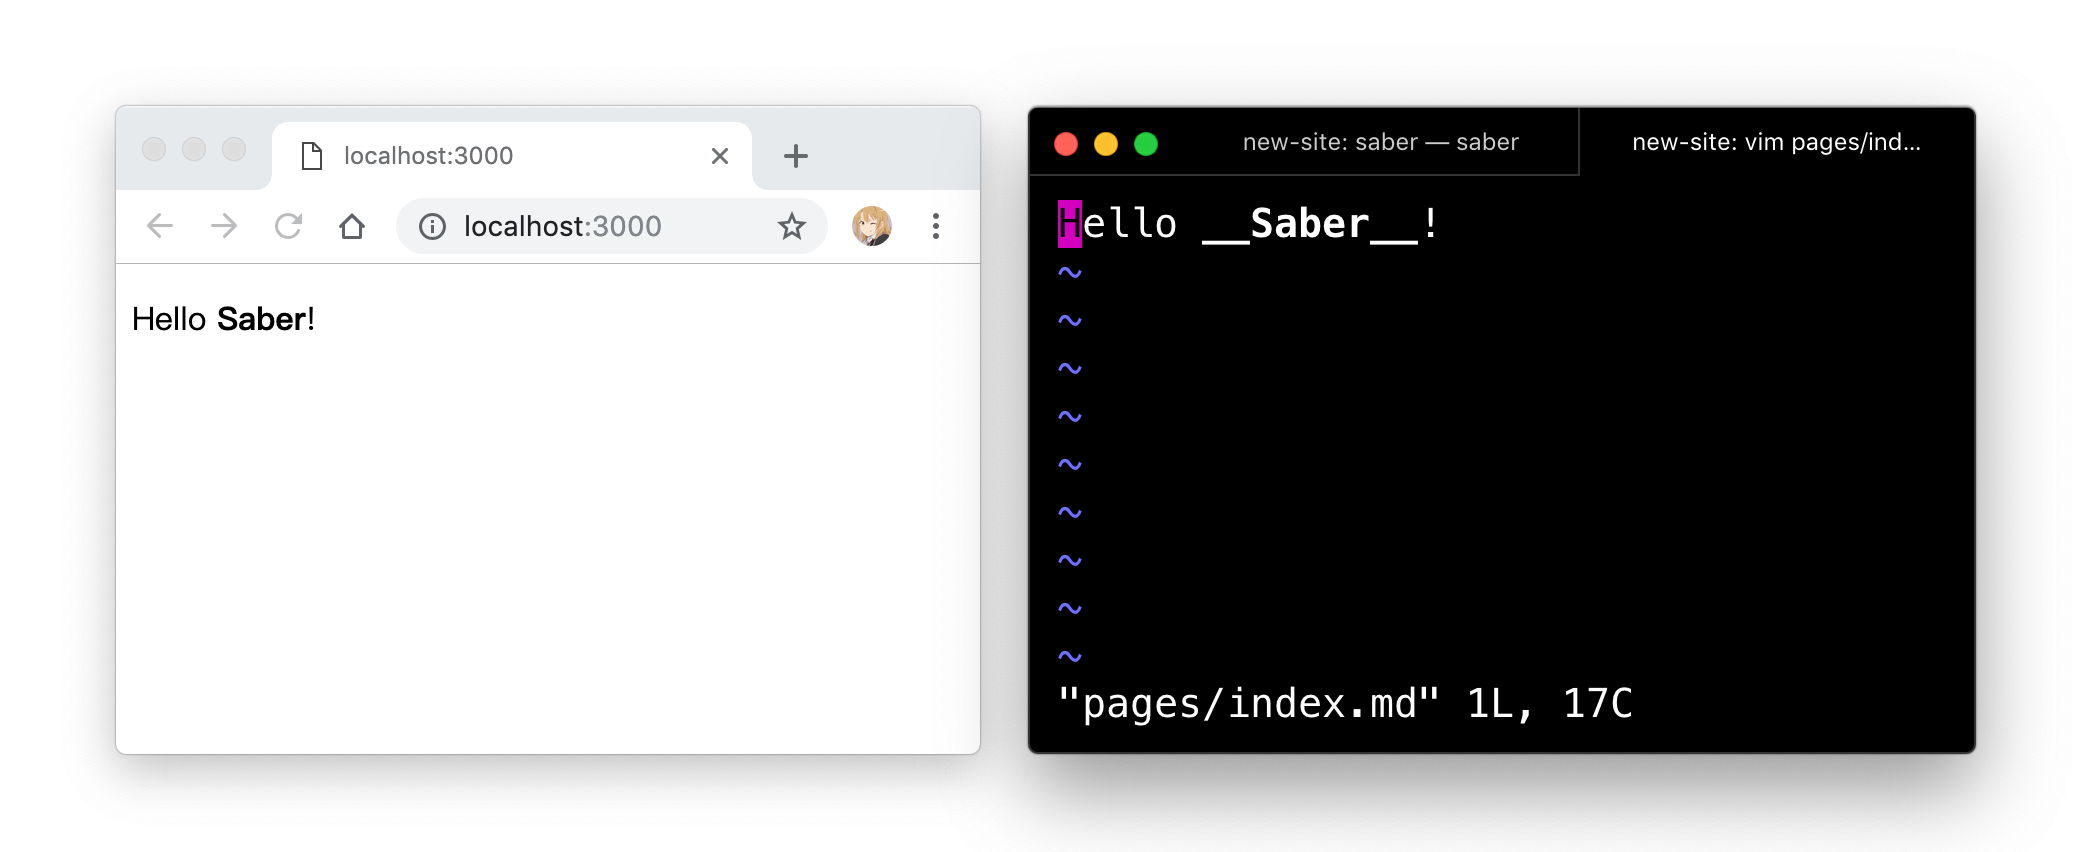 localhost:3000
localhost:3000
Hello Saber!
new-site: saber — saber
new-site: vim pages/ind...
Hello __Saber__!
~
~
~
~
~
~
~
~
~
"pages/index.md" 1L, 17C